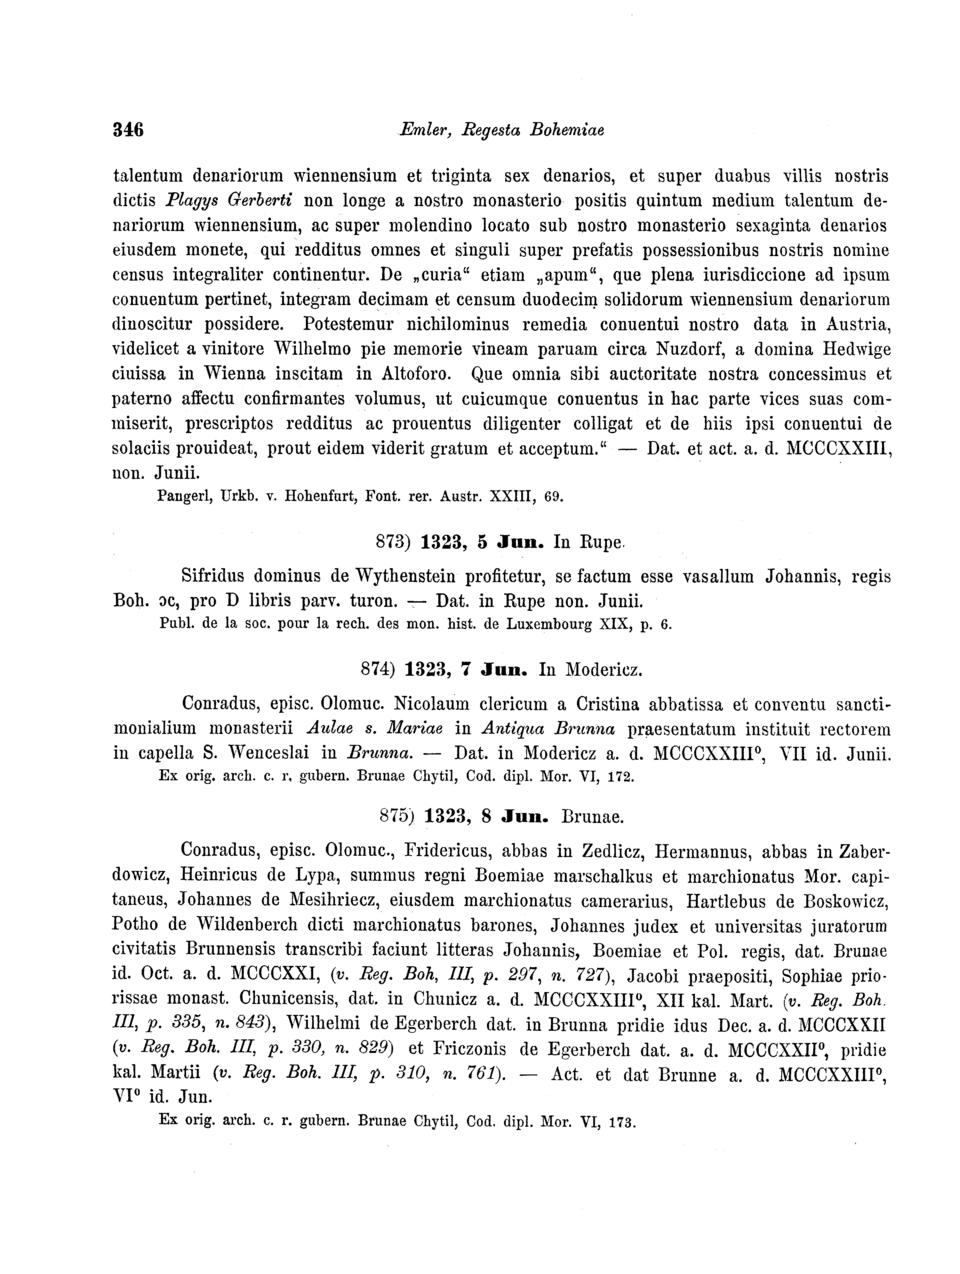 346 Emler, Regesta Bohemiae
talentum denariorum wiennensium et triginta sex denarios, et super duabus villis nostris
dictis Plagys Gerberti non longe a nostro monasterio positis quintum medium talentum de-
nariorum wiennensium, ac super molendino locato sub nostro monasterio sexaginta denarios
eiusdem monete, qui redditus omnes et singuli super prefatis possessionibus nostris nomine
census integraliter continentur. De „curia“ etiam „apum“, que plena iurisdiccione ad ipsum
conuentum pertinet, integram decimam et censum duodecim solidorum wiennensium denariorum
dinoscitur possidere. Potestemur nichilominus remedia conuentui nostro data in Austria,
videlicet a vinitore Wilhelmo pie memorie vineam paruam circa Nuzdorf, a domina Hedwige
ciuissa in Wienna inscitam in Altoforo. Que omnia sibi auctoritate nostra concessimus et
paterno affectu confirmantes volumus, ut cuicumque conuentus in hac parte vices suas com-
miserit, prescriptos redditus ac prouentus diligenter colligat et de hiis ipsi conuentui de
solaciis prouideat, prout eidem viderit gratum et acceptum.“ — Dat. et act. a. d. MCCCXXIII,
non. Junii.
Pangerl, Urkb. v. Hohenfurt, Font. rer. Austr. XXIII, 69.
873) 1323, 5 Jun. In Rupe.
Sifridus dominus de Wythenstein profitetur, se factum esse vasallum Johannis, regis
Boh. ɔc, pro D libris parv. turon. — Dat. in Rupe non. Junii.
Publ. de la soc. pour la rech. des mon. hist. de Luxembourg XIX, p. 6.
874) 1323, 7 Jun. In Modericz.
Conradus, episc. Olomuc. Nicolaum clericum a Cristina abbatissa et conventu sancti-
monialium monasterii Aulae s. Mariae in Antiqua Brunna praesentatum instituit rectorem
in capella S. Wenceslai in Brunna. — Dat. in Modericz a. d. MCCCXXIII⁰, VII id. Junii.
Ex orig. arch. c. r. gubern. Brunae Chytil, Cod. dipl. Mor. VI, 172.
875) 1323, 8 Jun. Brunae.
Conradus, episc. Olomuc., Fridericus, abbas in Zedlicz, Hermannus, abbas in Zaber-
dowicz, Heinricus de Lypa, summus regni Boemiae marschalkus et marchionatus Mor. capi-
taneus, Johannes de Mesihriecz, eiusdem marchionatus camerarius, Hartlebus de Boskowicz,
Potho de Wildenberch dicti marchionatus barones, Johannes judex et universitas juratorum
civitatis Brunnensis transcribi faciunt litteras Johannis, Boemiae et Pol. regis, dat. Brunae
id. Oct. a. d. MCCCXXI, (v. Reg. Boh, III, p. 297, n. 727), Jacobi praepositi, Sophiae prio-
rissae monast. Chunicensis, dat. in Chunicz a. d. MCCCXXIII⁰, XII kal. Mart. (v. Reg. Boh.
III, p. 335, n. 843), Wilhelmi de Egerberch dat. in Brunna pridie idus Dec. a. d. MCCCXXII
(v. Reg. Boh. III, p. 330, n. 829) et Friczonis de Egerberch dat. a. d. MCCCXXII⁰, pridie
kal. Martii (v. Reg. Boh. III, p. 310, n. 761). — Act. et dat Brunne a. d. MCCCXXIII⁰,
VI⁰ id. Jun.
Ex orig. arch. c. r. gubern. Brunae Chytil, Cod. dipl. Mor. VI, 173.